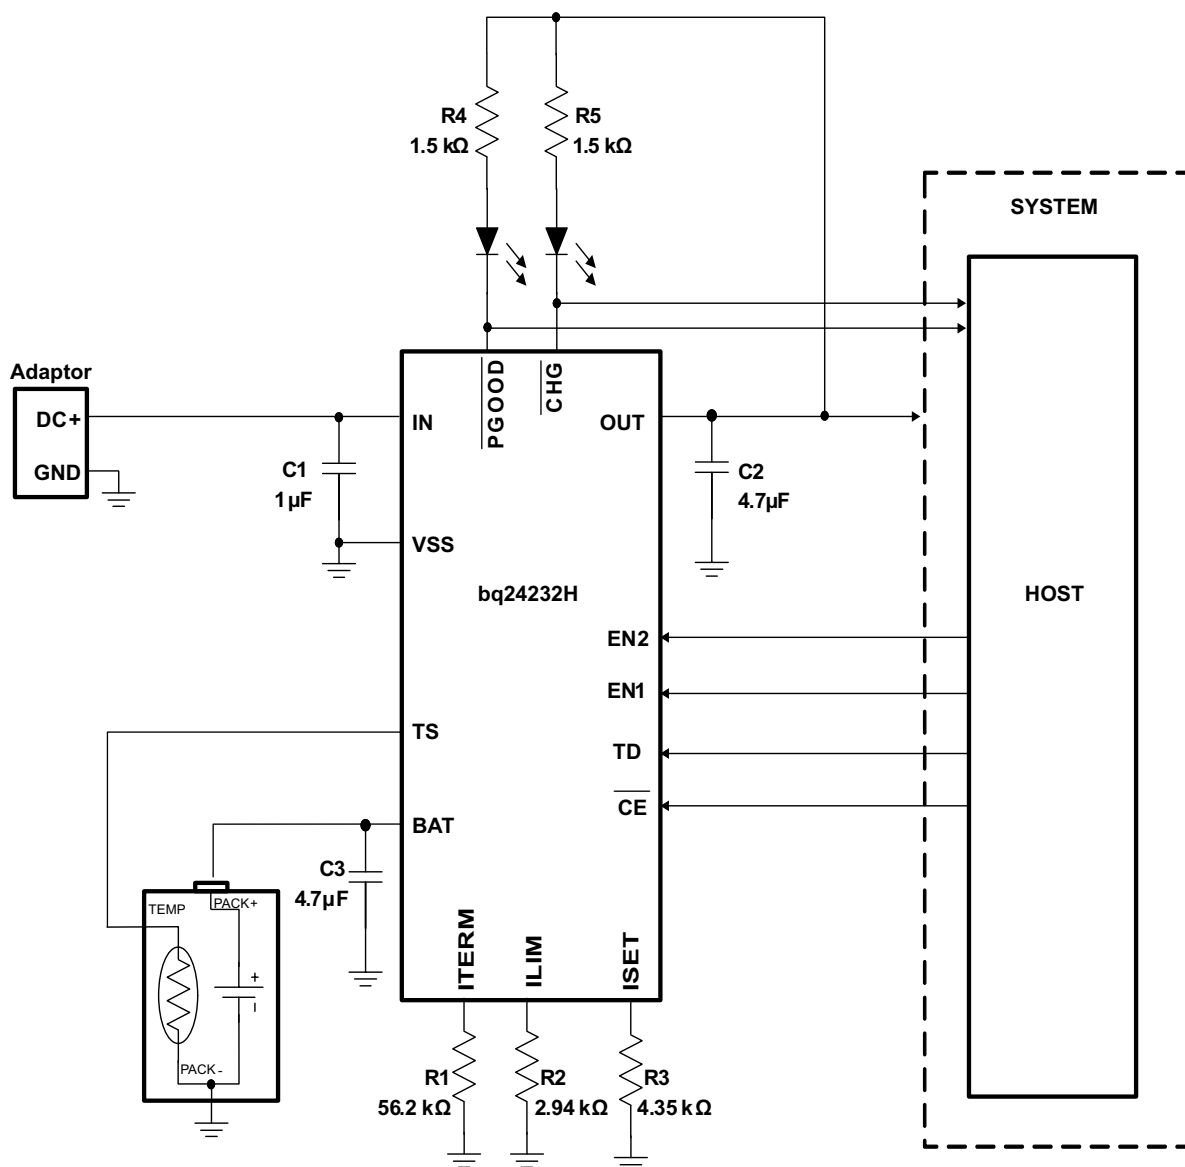 R4
1.5 kΩ
R5
1.5 kΩ
SYSTEM
HOST
Adaptor
DC+
GND
C1
1µF
IN
PGOOD
CHG
OUT
C2
4.7µF
VSS
bq24232H
EN2
EN1
TD
CE
TS
BAT
C3
4.7µF
TEMP
PACK+
+
–
PACK-
ITERM
ILIM
ISET
R1
56.2 kΩ
R2
2.94 kΩ
R3
4.35 kΩ